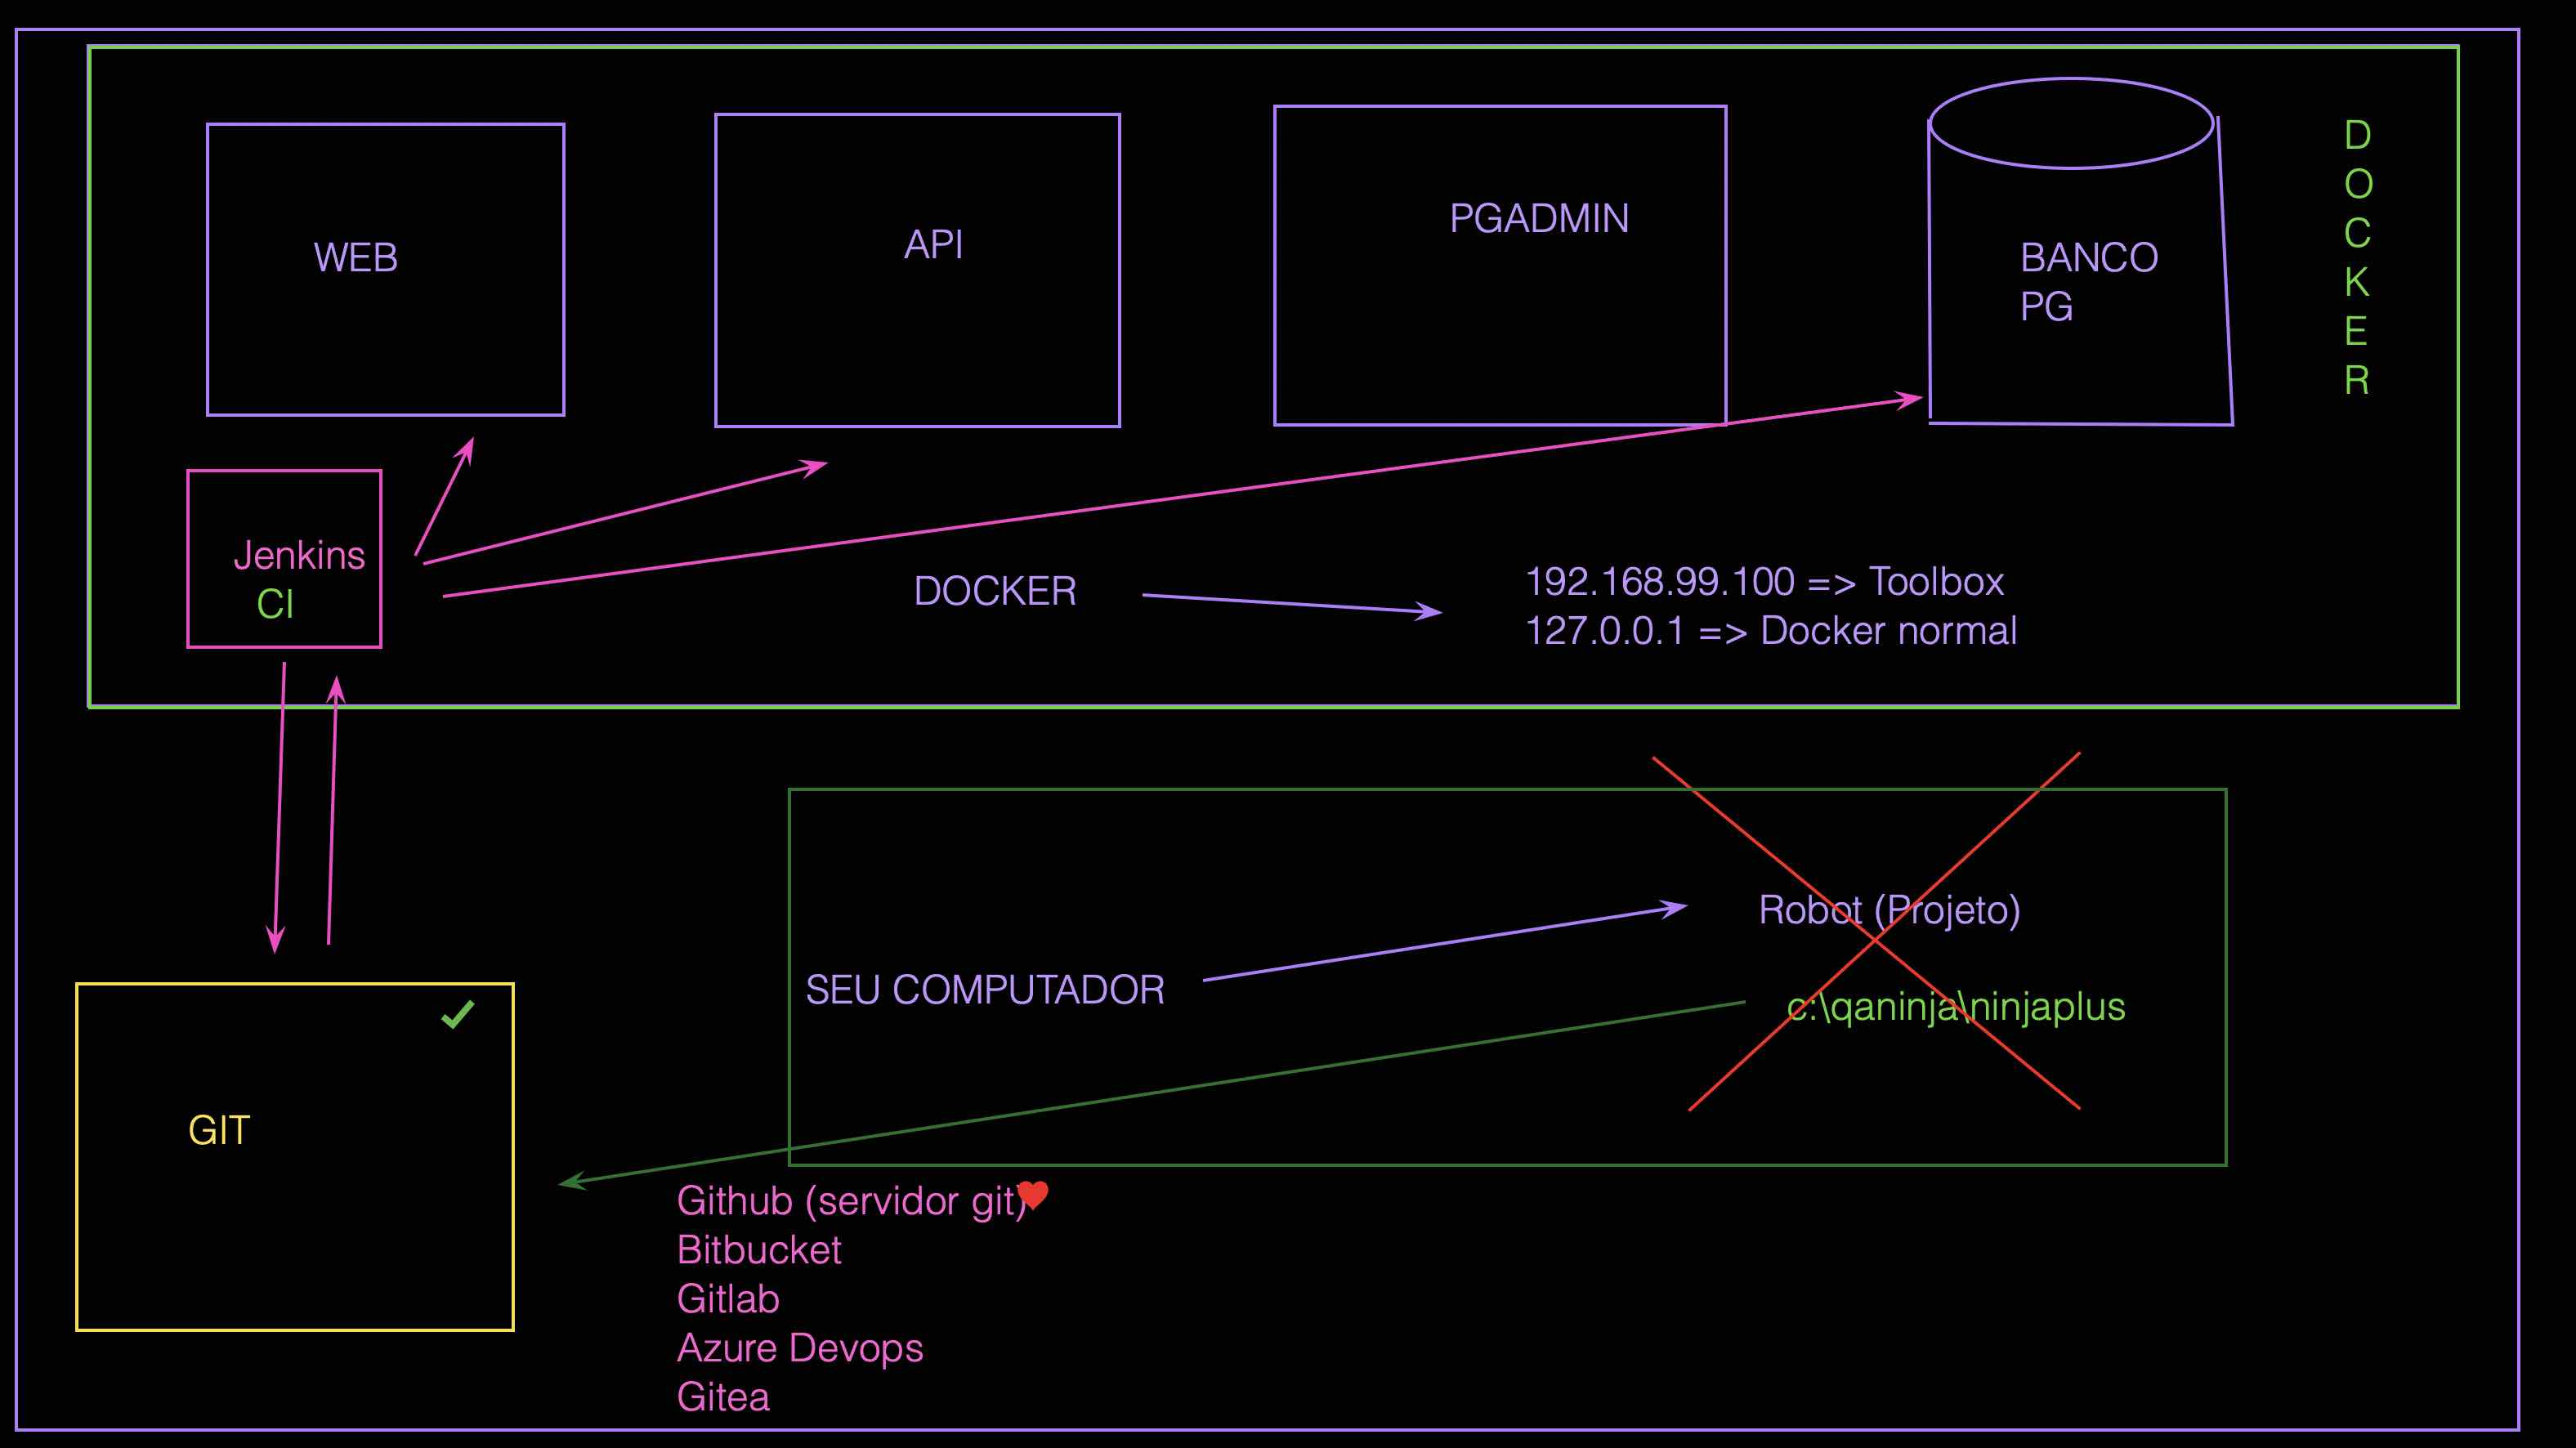 WEB
API
PGADMIN
BANCO
PG
D
O
C
K
E
R
Jenkins
CI
DOCKER
192.168.99.100 => Toolbox
127.0.0.1 => Docker normal
SEU COMPUTADOR
Robot (Projeto)
c:\qaninja\ninjaplus
GIT
Github (servidor git)
Bitbucket
Gitlab
Azure Devops
Gitea